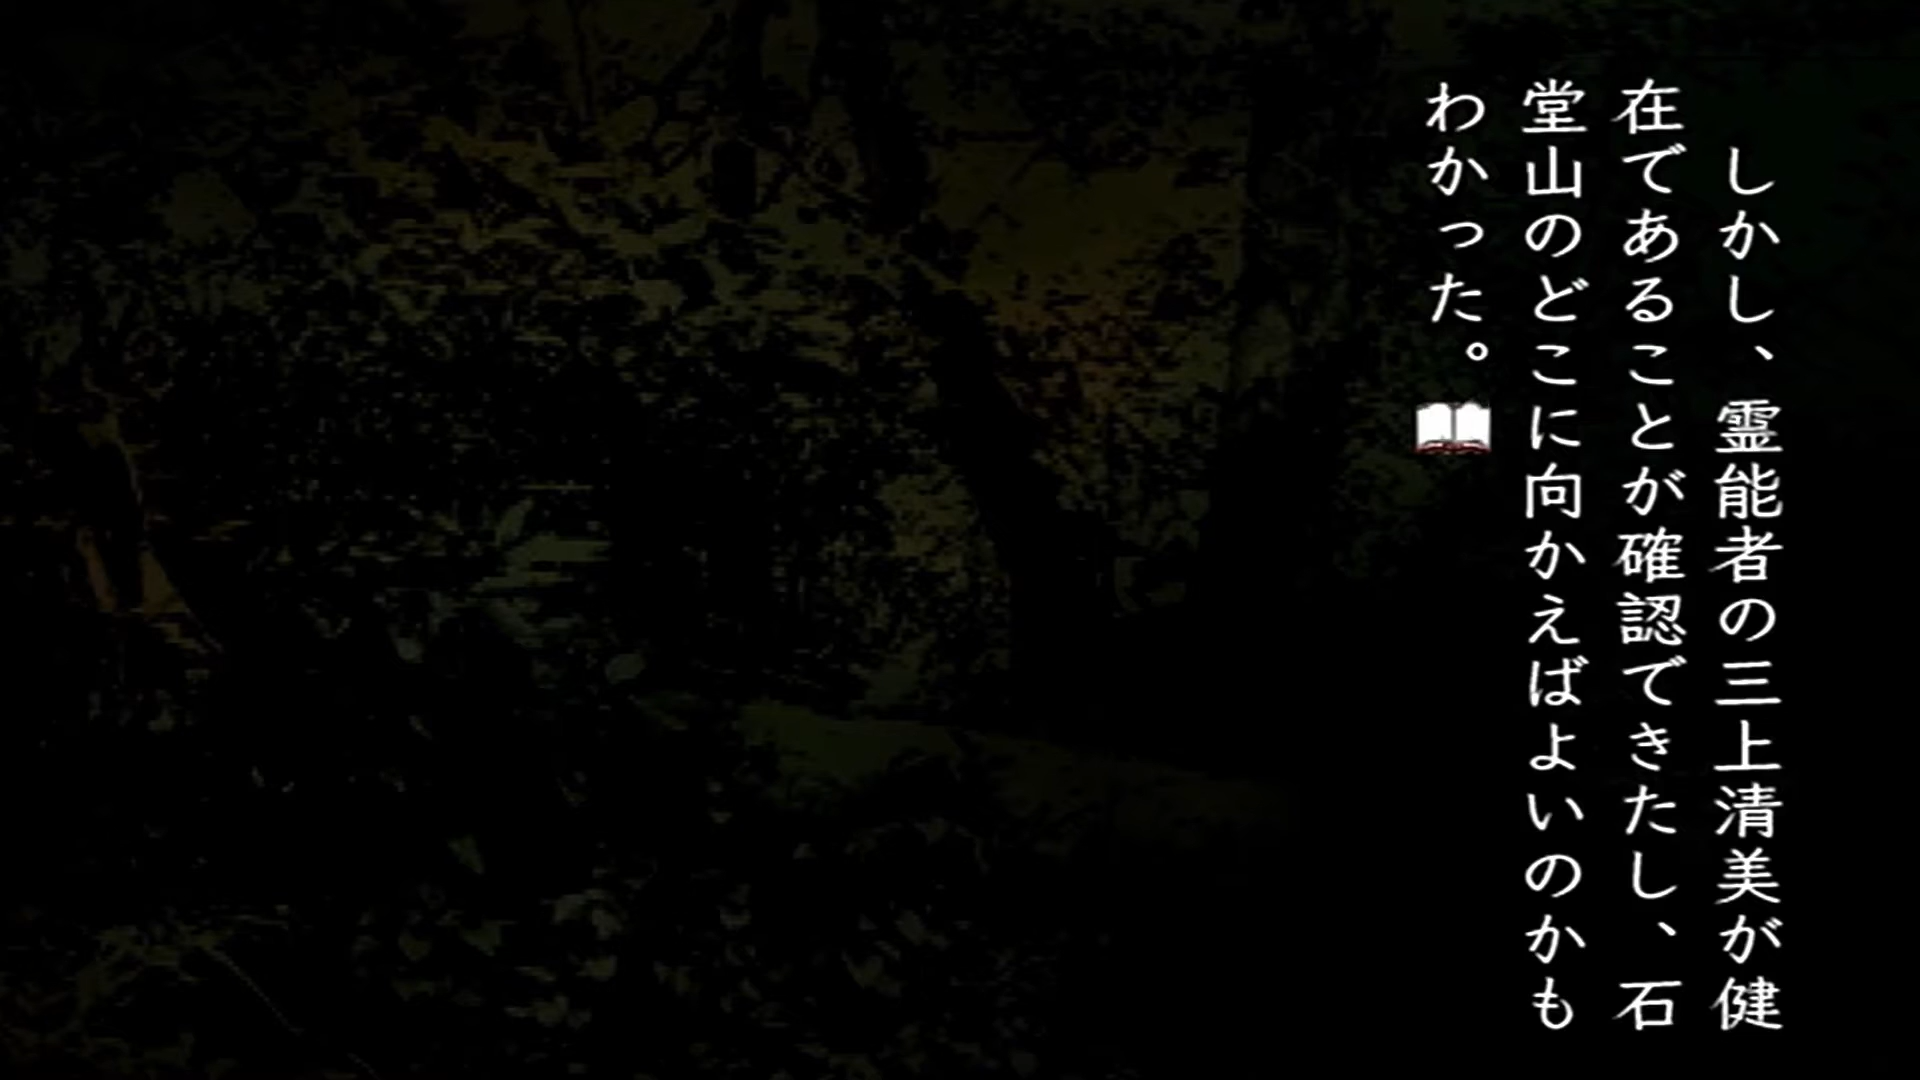 しかし、霊能者の三上清美が健
在であることが確認できたし、石
堂山のどこに向かえばよいのかも
わかった。